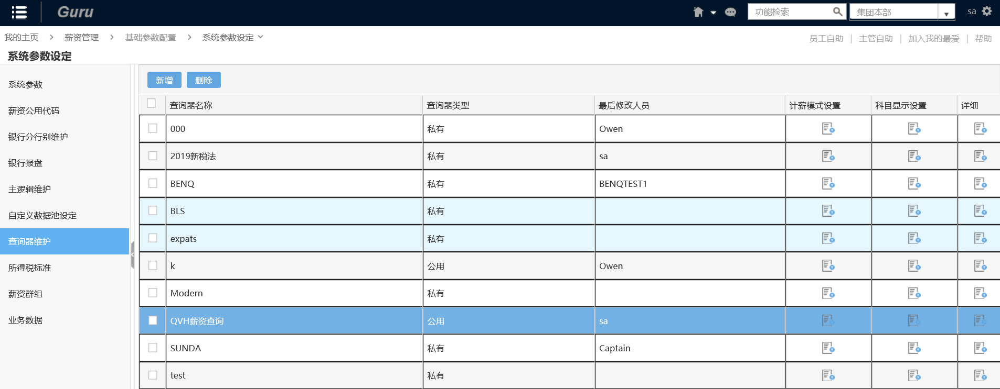 Guru 功能检索 集团本部 sa
我的主页 > 薪资管理 > 基础参数配置 > 系统参数设定
员工自助 | 主管自助 | 加入我的最爱 | 帮助
系统参数设定
系统参数
薪资公用代码
银行分行别维护
银行报盘
主逻辑维护
自定义数据池设定
查询器维护
所得税标准
薪资群组
业务数据
新增 删除
查询器名称 查询器类型 最后修改人员 计薪模式设置 科目显示设置 详细
000 私有 Owen
2019新税法 私有 sa
BENQ 私有 BENQTEST1
BLS 私有
expats 私有
k 公用 Owen
Modern 私有
QVH薪资查询 公用 sa
SUNDA 私有 Captain
test 私有